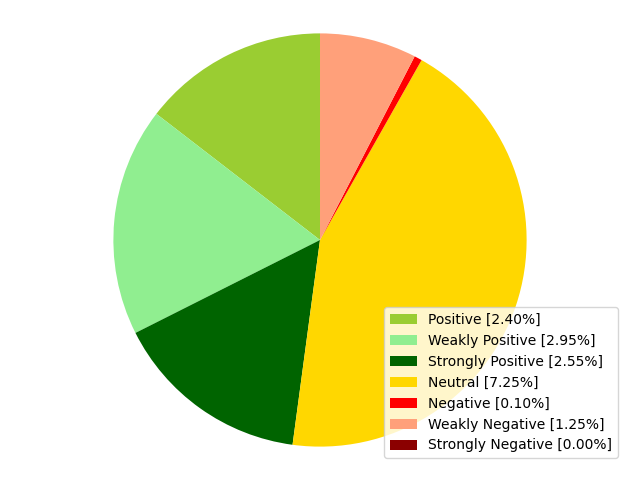 Positive [2.40%]
Weakly Positive [2.95%]
Strongly Positive [2.55%]
Neutral [7.25%]
Negative [0.10%]
Weakly Negative [1.25%]
Strongly Negative [0.00%]